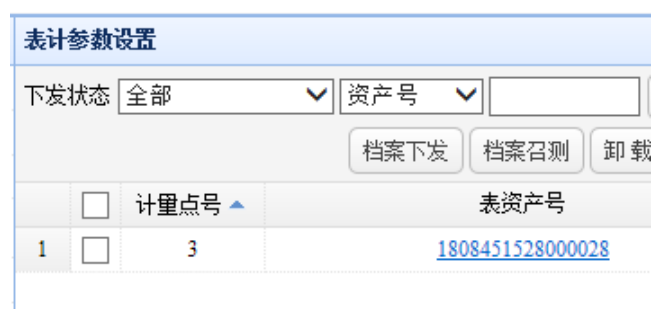 表计参数设置
下发状态 全部 资产号
档案下发 档案召测 卸载
计量点号 表资产号
1 3 1808451528000028